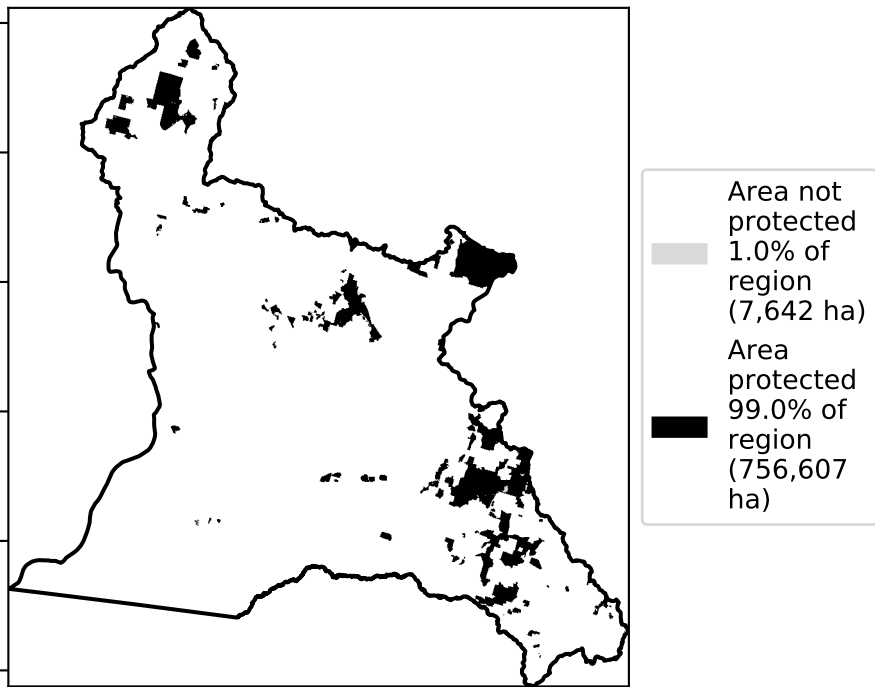 Area not
protected
1.0% of
region
(7,642 ha)
Area
protected
99.0% of
region
(756,607
ha)